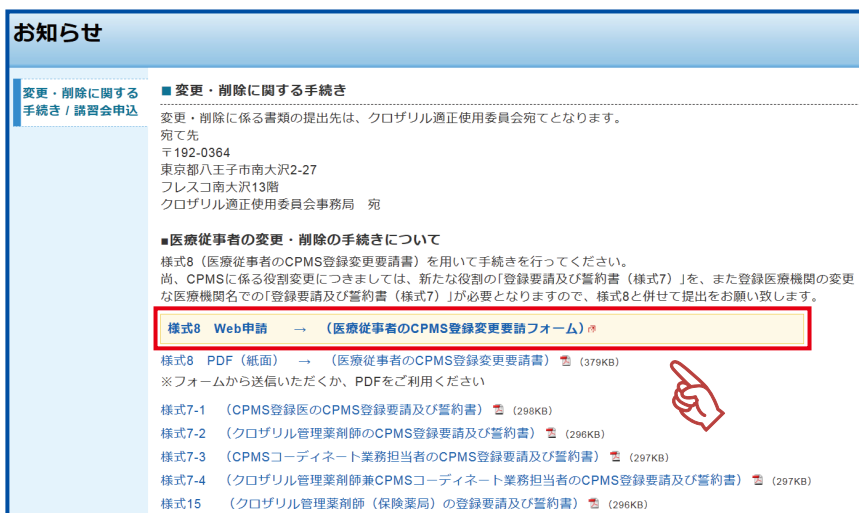 お知らせ
変更・削除に関する
手続き / 講習会申込
■変更・削除に関する手続き
変更・削除に係る書類の提出先は、クロザリル適正使用委員会宛てとなります。
宛て先
〒192-0364
東京都八王子市南大沢2-27
フレスコ南大沢13階
クロザリル適正使用委員会事務局　宛
■医療従事者の変更・削除の手続きについて
様式8（医療従事者のCPMS登録変更要請書）を用いて手続きを行ってください。
尚、CPMSに係る役割変更につきましては、新たな役割の「登録要請及び誓約書（様式7）」を、また登録医療機関の変更
な医療機関名での「登録要請及び誓約書（様式7）」が必要となりますので、様式8と併せて提出をお願い致します。
様式8　Web申請　→　（医療従事者のCPMS登録変更要請フォーム）
様式8　PDF（紙面）　→　（医療従事者のCPMS登録変更要請書）（379KB）
※フォームから送信いただくか、PDFをご利用ください
様式7-1　（CPMS登録医のCPMS登録要請及び誓約書）（298KB）
様式7-2　（クロザリル管理薬剤師のCPMS登録要請及び誓約書）（296KB）
様式7-3　（CPMSコーディネート業務担当者のCPMS登録要請及び誓約書）（297KB）
様式7-4　（クロザリル管理薬剤師兼CPMSコーディネート業務担当者のCPMS登録要請及び誓約書）（297KB）
様式15　（クロザリル管理薬剤師（保険薬局）の登録要請及び誓約書）（296KB）